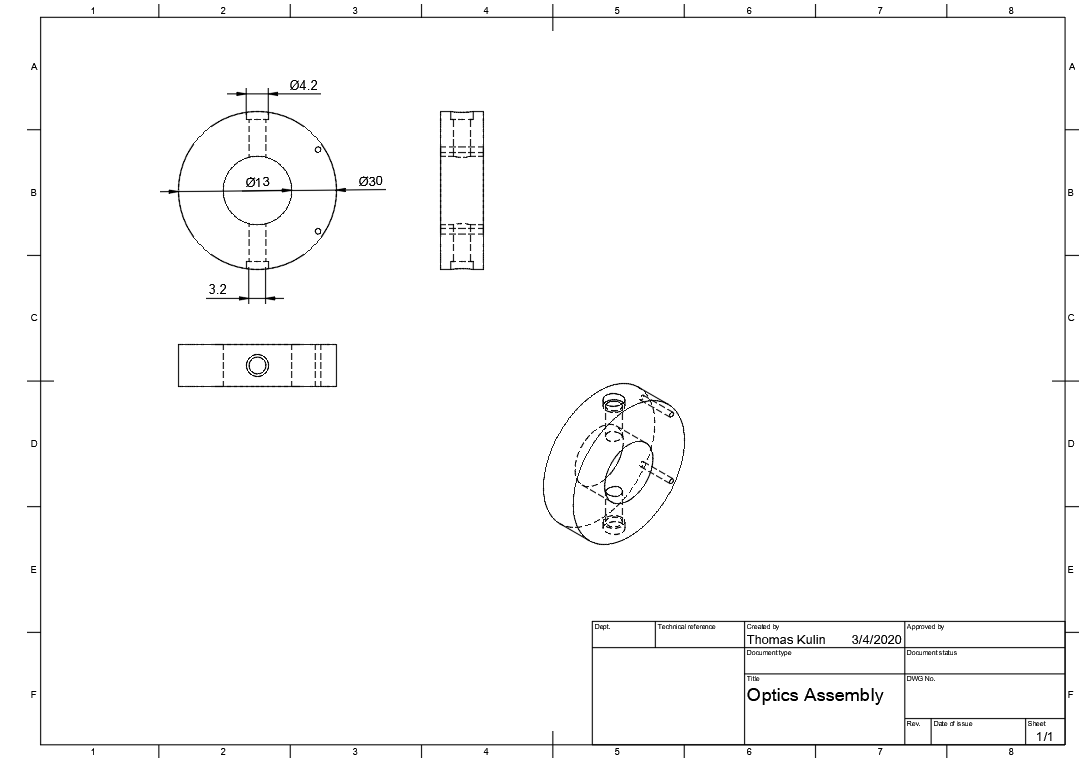 1 2 3 4 5 6 7 8
A A
Ø4.2
B B
Ø13 Ø30
3.2
C C
D D
E E
Dept. Technical reference Created by Approved by
Thomas Kulin 3/4/2020
Document type Document status
Title DWG No.
Optics Assembly
F F
Rev. Date of issue Sheet
1/1
1 2 3 4 5 6 7 8